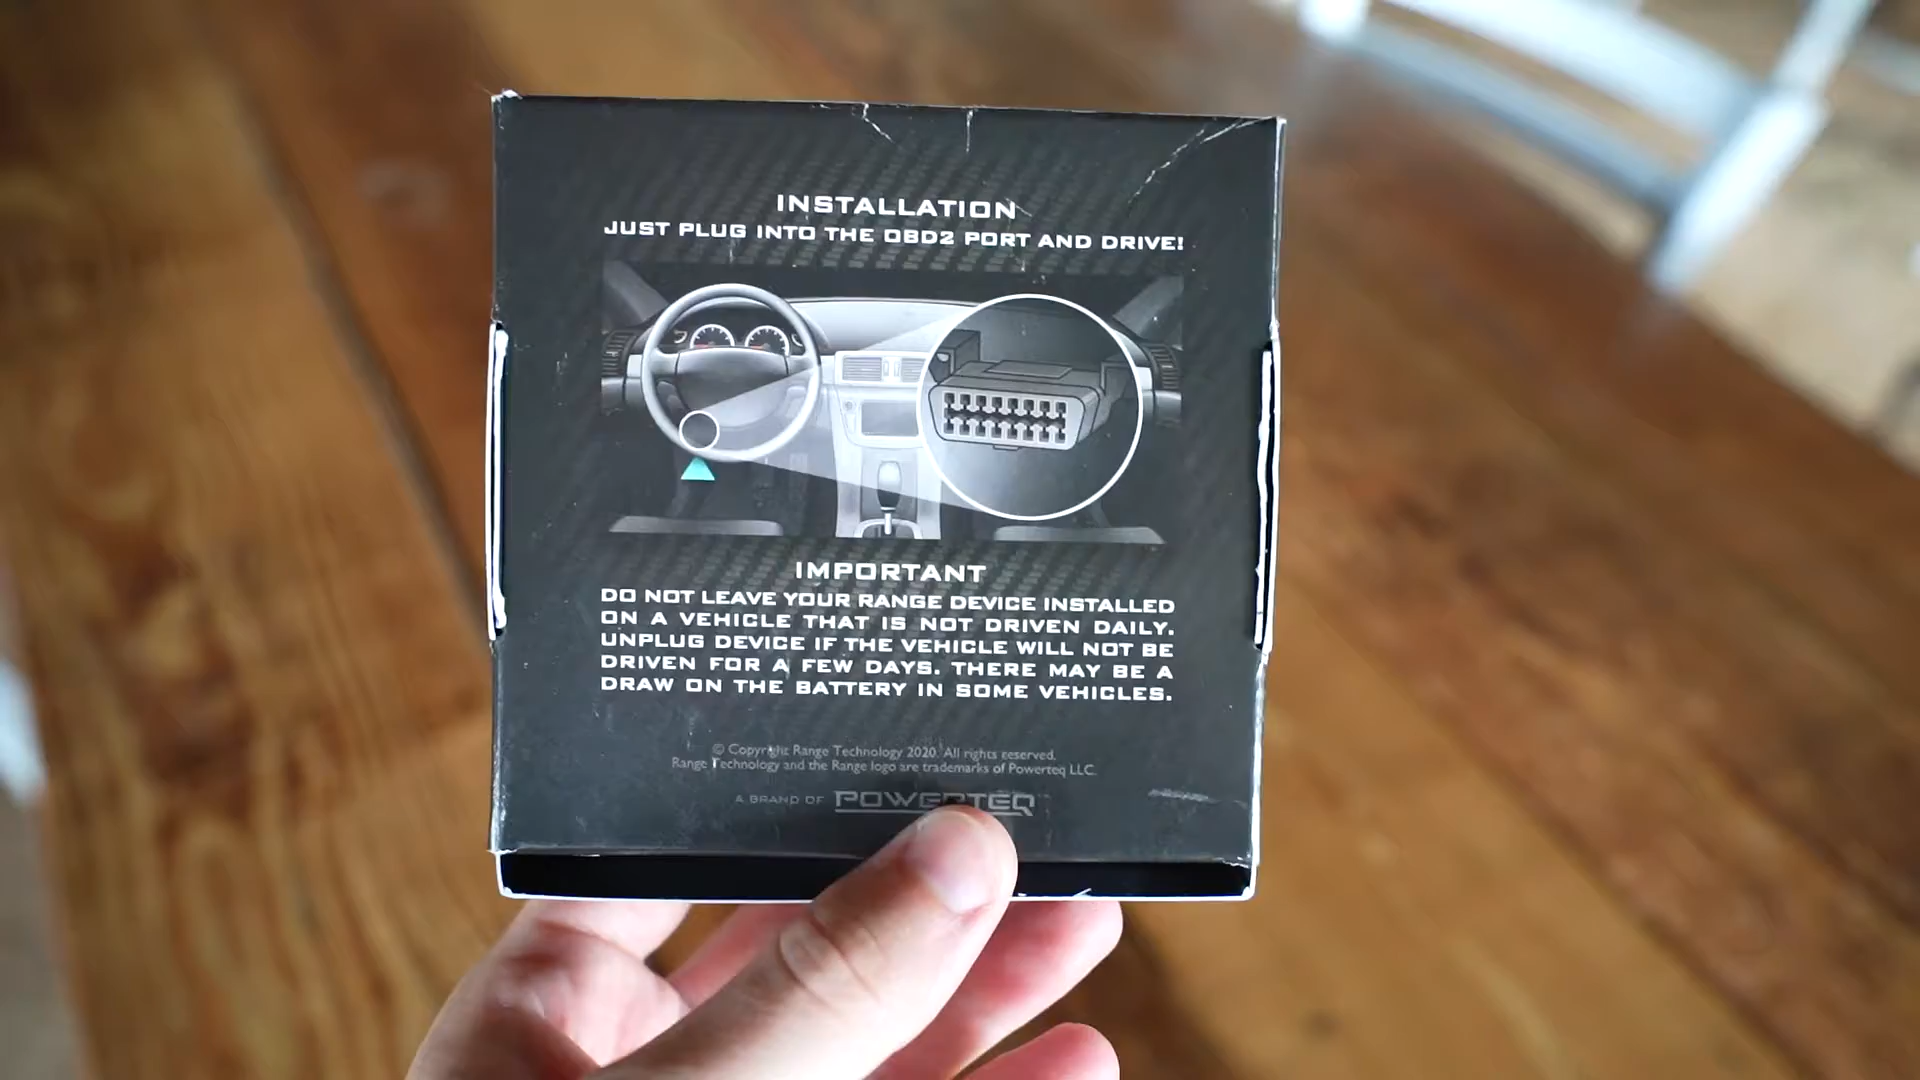 INSTALLATION
JUST PLUG INTO THE OBD2 PORT AND DRIVE!
IMPORTANT
DO NOT LEAVE YOUR RANGE DEVICE INSTALLED
ON A VEHICLE THAT IS NOT DRIVEN DAILY.
UNPLUG DEVICE IF THE VEHICLE WILL NOT BE
DRIVEN FOR A FEW DAYS. THERE MAY BE A
DRAW ON THE BATTERY IN SOME VEHICLES.
© Copyright Range Technology 2020. All rights reserved.
Range Technology and the Range logo are trademarks of Powerteq LLC.
A BRAND OF POWERTEQ